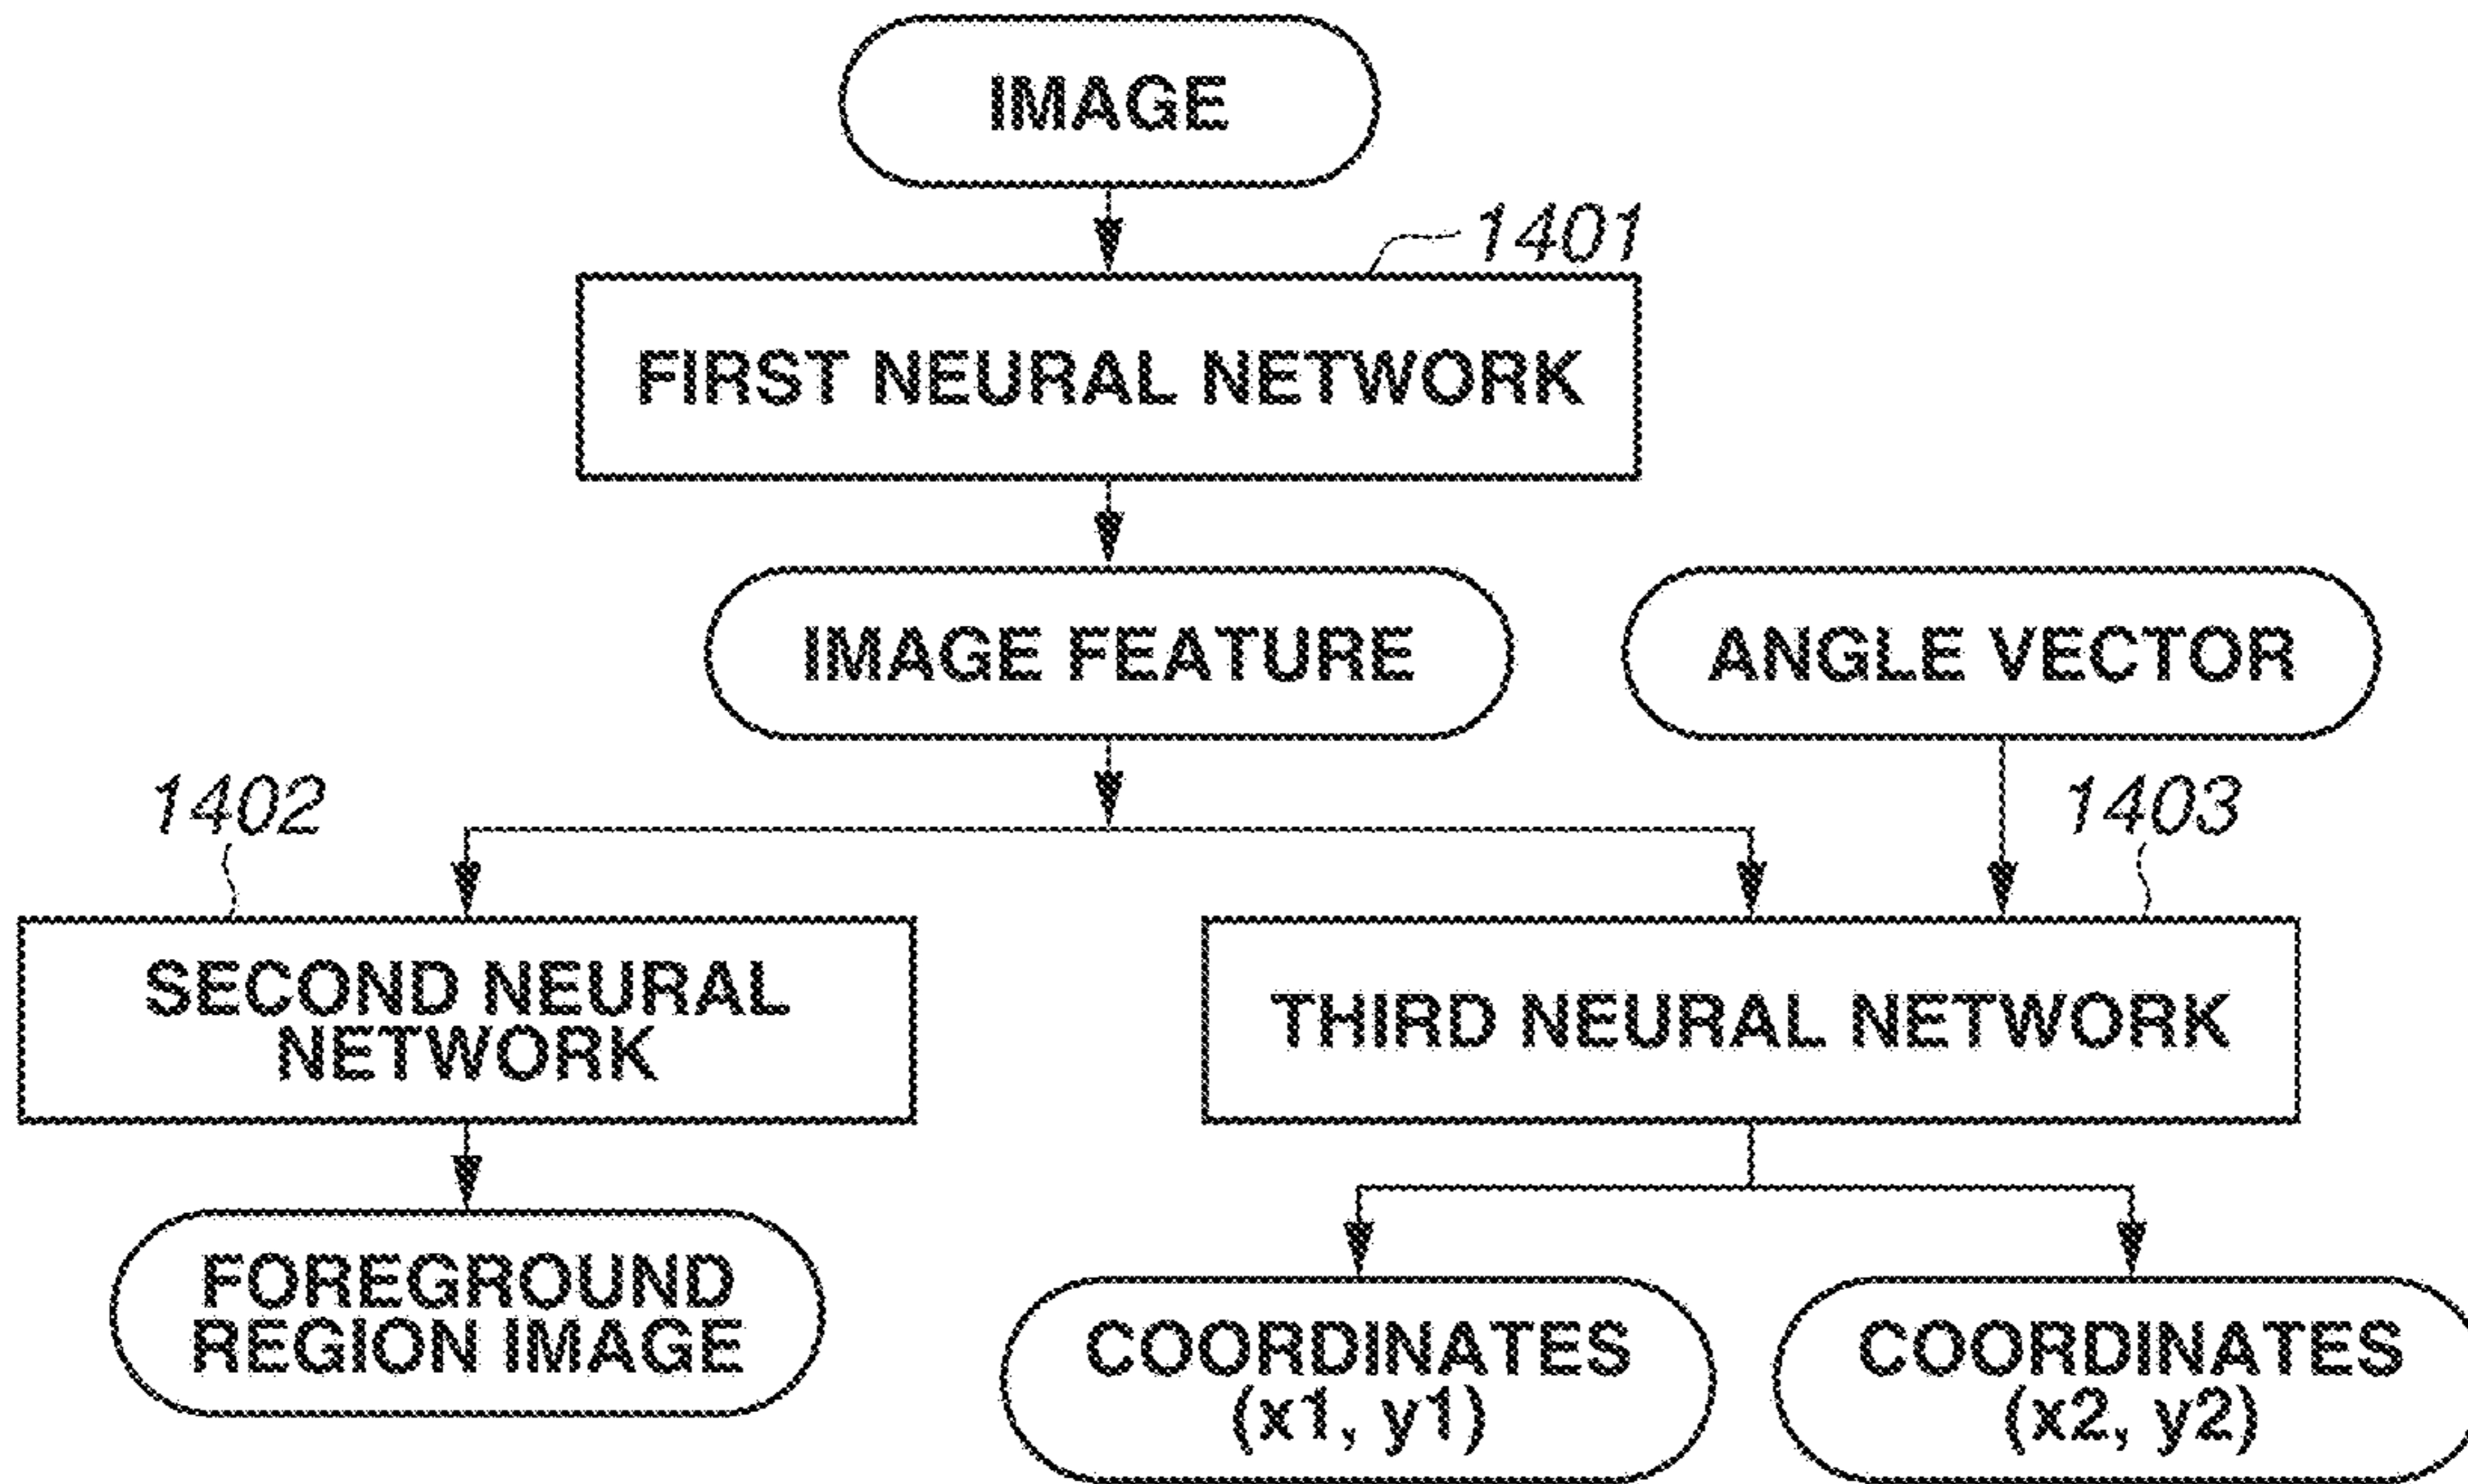 IMAGE
1401
FIRST NEURAL NETWORK
IMAGE FEATURE
ANGLE VECTOR
1402
1403
SECOND NEURAL
NETWORK
THIRD NEURAL NETWORK
FOREGROUND
REGION IMAGE
COORDINATES
(x1, y1)
COORDINATES
(x2, y2)